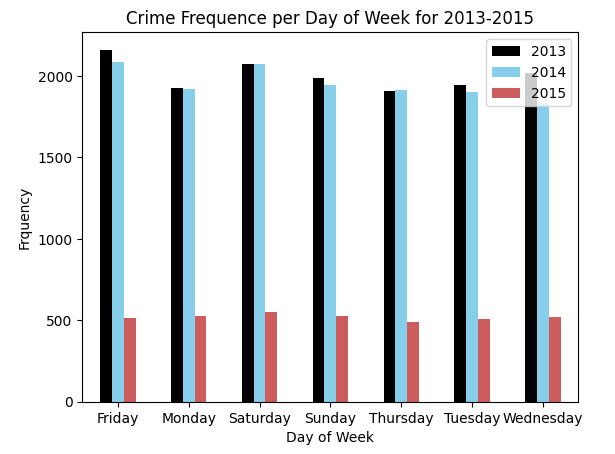 Crime Frequence per Day of Week for 2013-2015
2013
2014
2015
Frquency
2000
1500
1000
500
0
Friday Monday Saturday Sunday Thursday Tuesday Wednesday
Day of Week